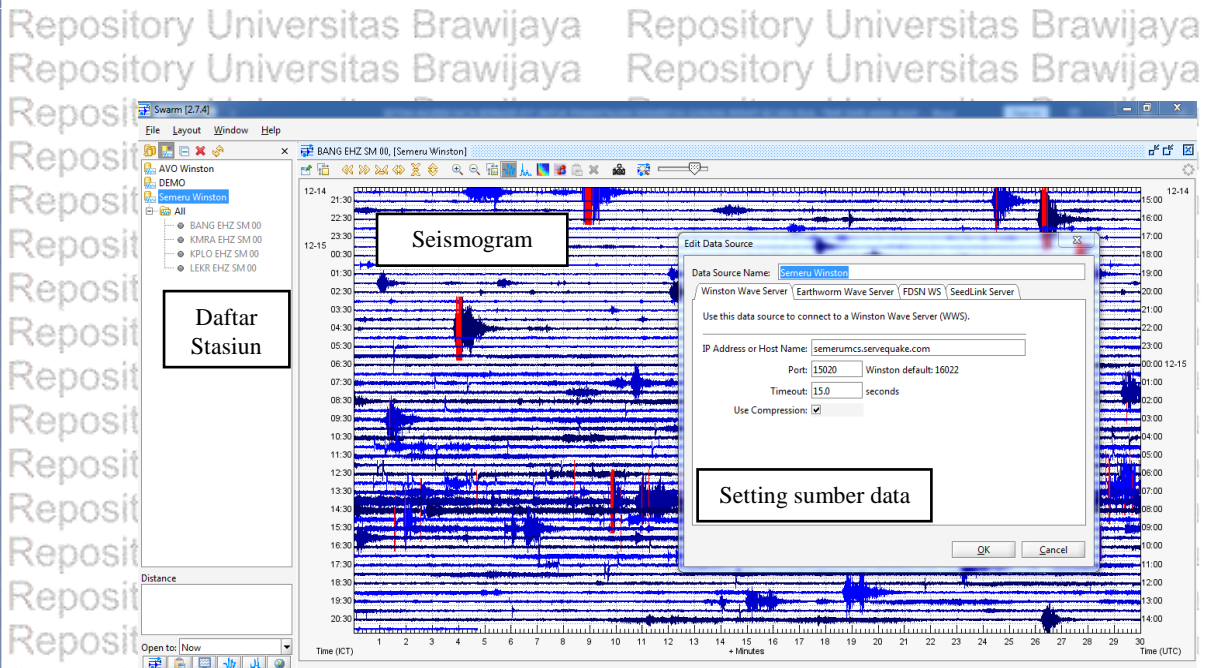 Repository Universitas Brawijaya Repository Universitas Brawijaya
Repository Universitas Brawijaya Repository Universitas Brawijaya
Swarm [2.7.4]
File Layout Window Help
AVO Winston
DEMO
Semeru Winston
All
BANG EHZ SM 00
KMRA EHZ SM 00
KPLO EHZ SM 00
LEKR EHZ SM 00
Daftar
Stasiun
Distance
Open to: Now
BANG EHZ SM 00, [Semeru Winston]
12-14 12-14
21:30 15:00
22:30 16:00
23:30 17:00
12-15 00:30 18:00
01:30 19:00
02:30 20:00
03:30 21:00
04:30 22:00
05:30 23:00
06:30 00:00 12-15
07:30 01:00
08:30 02:00
09:30 03:00
10:30 04:00
11:30 05:00
12:30 06:00
13:30 07:00
14:30 08:00
15:30 09:00
16:30 10:00
17:30 11:00
18:30 12:00
19:30 13:00
20:30 14:00
1 2 3 4 5 6 7 8 9 10 11 12 13 14 15 16 17 18 19 20 21 22 23 24 25 26 27 28 29 30
Time (ICT) + Minutes Time (UTC)
Seismogram
Edit Data Source
Data Source Name: Semeru Winston
Winston Wave Server Earthworm Wave Server FDSN WS SeedLink Server
Use this data source to connect to a Winston Wave Server (WWS).
IP Address or Host Name: semerumcs.servequake.com
Port: 15020 Winston default: 16022
Timeout: 15.0 seconds
Use Compression:
Setting sumber data
OK Cancel